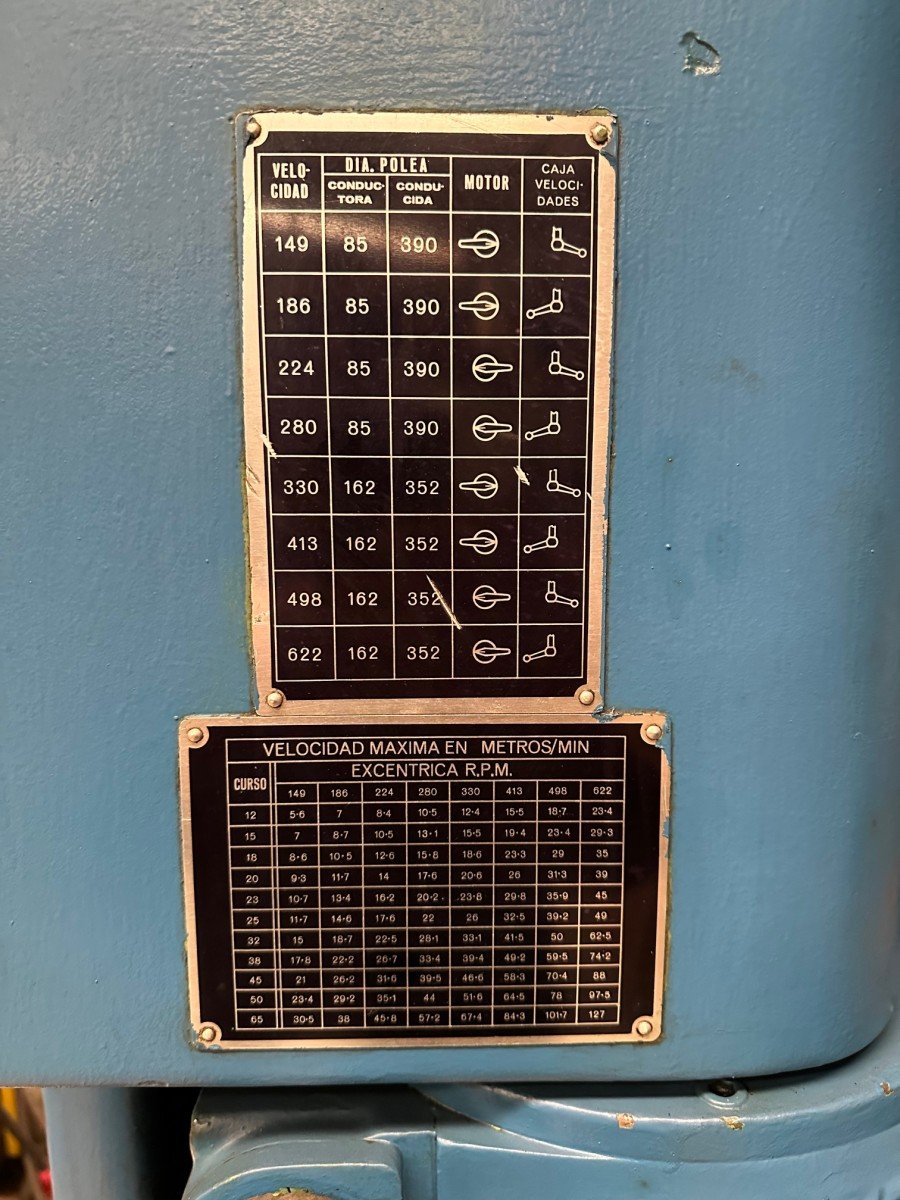 VELO-CIDAD DIA. POLEA MOTOR CAJA VELOCI-DADES
CONDUC-TORA CONDU-CIDA
149 85 390
186 85 390
224 85 390
280 85 390
330 162 352
413 162 352
498 162 352
622 162 352
VELOCIDAD MAXIMA EN METROS/MIN
CURSO EXCENTRICA R.P.M.
149 186 224 280 330 413 498 622
12 5·6 7 8·4 10·5 12·4 15·5 18·7 23·4
15 7 8·7 10·5 13·1 15·5 19·4 23·4 29·3
18 8·6 10·5 12·6 15·8 18·6 23·3 29 35
20 9·3 11·7 14 17·6 20·6 26 31·3 39
23 10·7 13·4 16·2 20·2 23·8 29·8 35·9 45
25 11·7 14·6 17·6 22 26 32·5 39·2 49
32 15 18·7 22·5 28·1 33·1 41·5 50 62·5
38 17·8 22·2 26·7 33·4 39·4 49·2 59·5 74·2
45 21 26·2 31·6 39·5 46·6 58·3 70·4 88
50 23·4 29·2 35·1 44 51·6 64·5 78 97·5
65 30·5 38 45·8 57·2 67·4 84·3 101·7 127